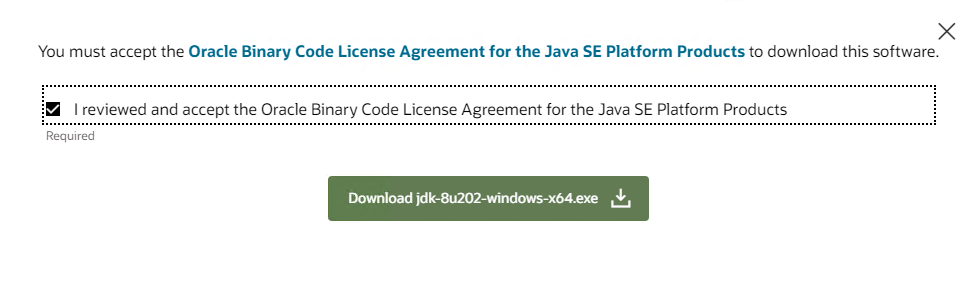 You must accept the Oracle Binary Code License Agreement for the Java SE Platform Products to download this software.
I reviewed and accept the Oracle Binary Code License Agreement for the Java SE Platform Products
Required
Download jdk-8u202-windows-x64.exe